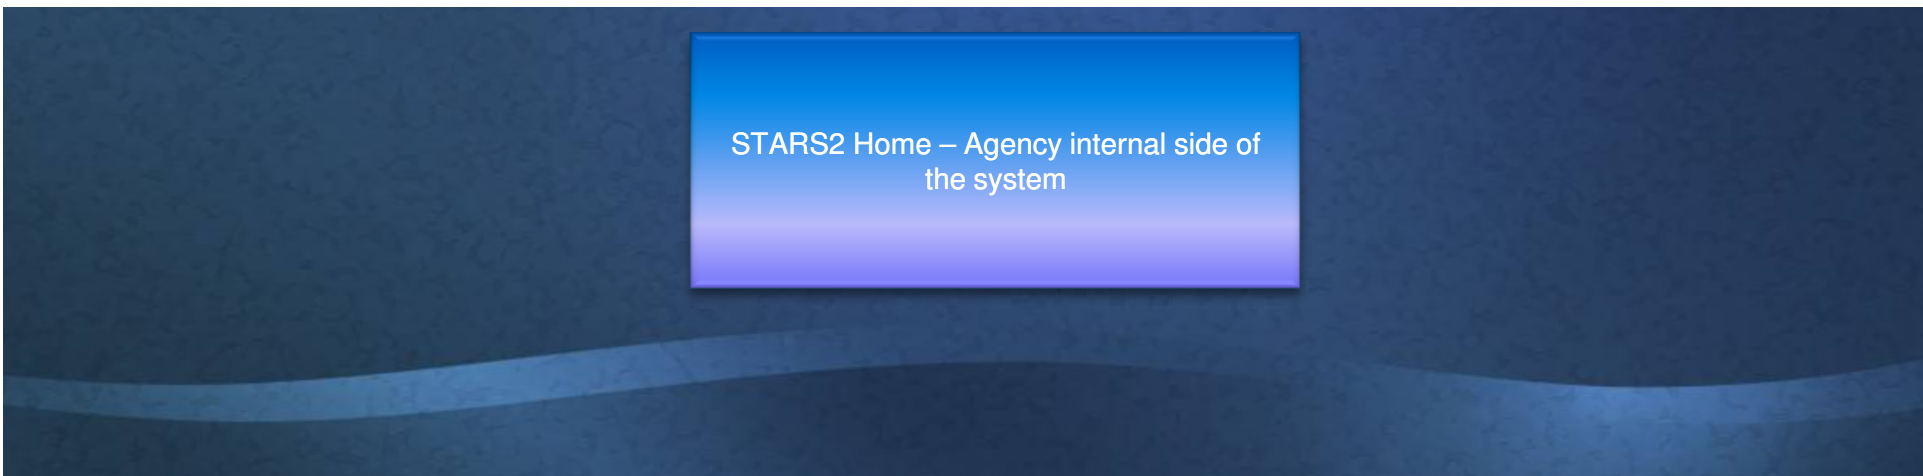 STARS2 Home – Agency internal side of
the system